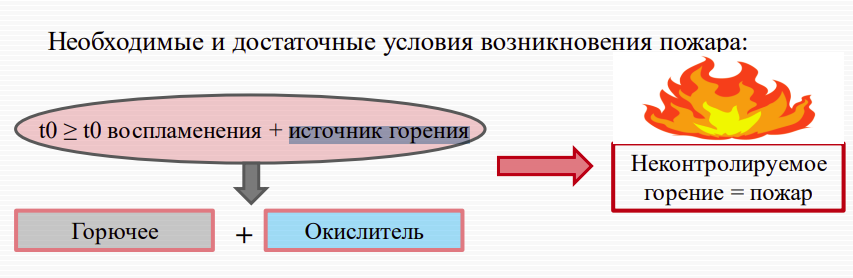 Необходимые и достаточные условия возникновения пожара:
t0 ≥ t0 воспламенения + источник горения
Неконтролируемое
горение = пожар
Горючее + Окислитель